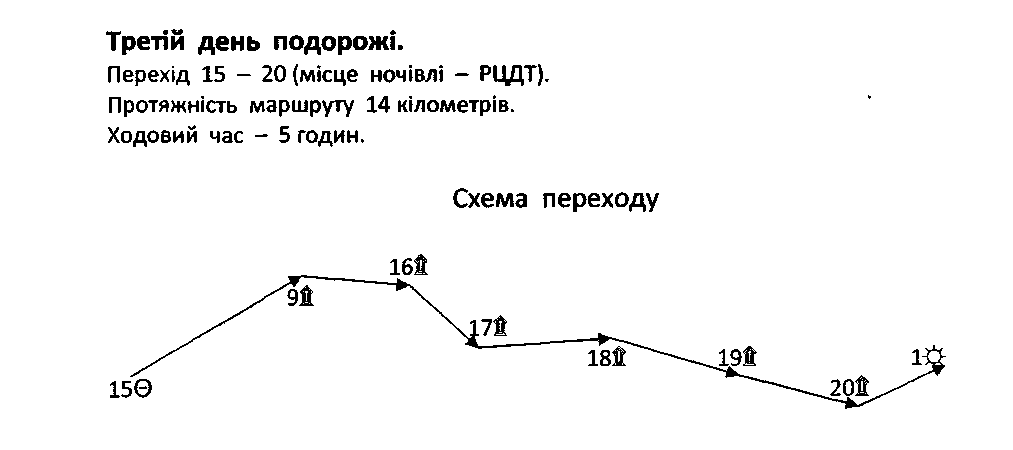 Третій день подорожі.
Перехід 15 – 20 (місце ночівлі – РЦДТ).
Протяжність маршруту 14 кілометрів.
Ходовий час – 5 годин.
Схема переходу
16⇮
9⇮
17⇮
18⇮
19⇮
1☼
15⊖
20⇮